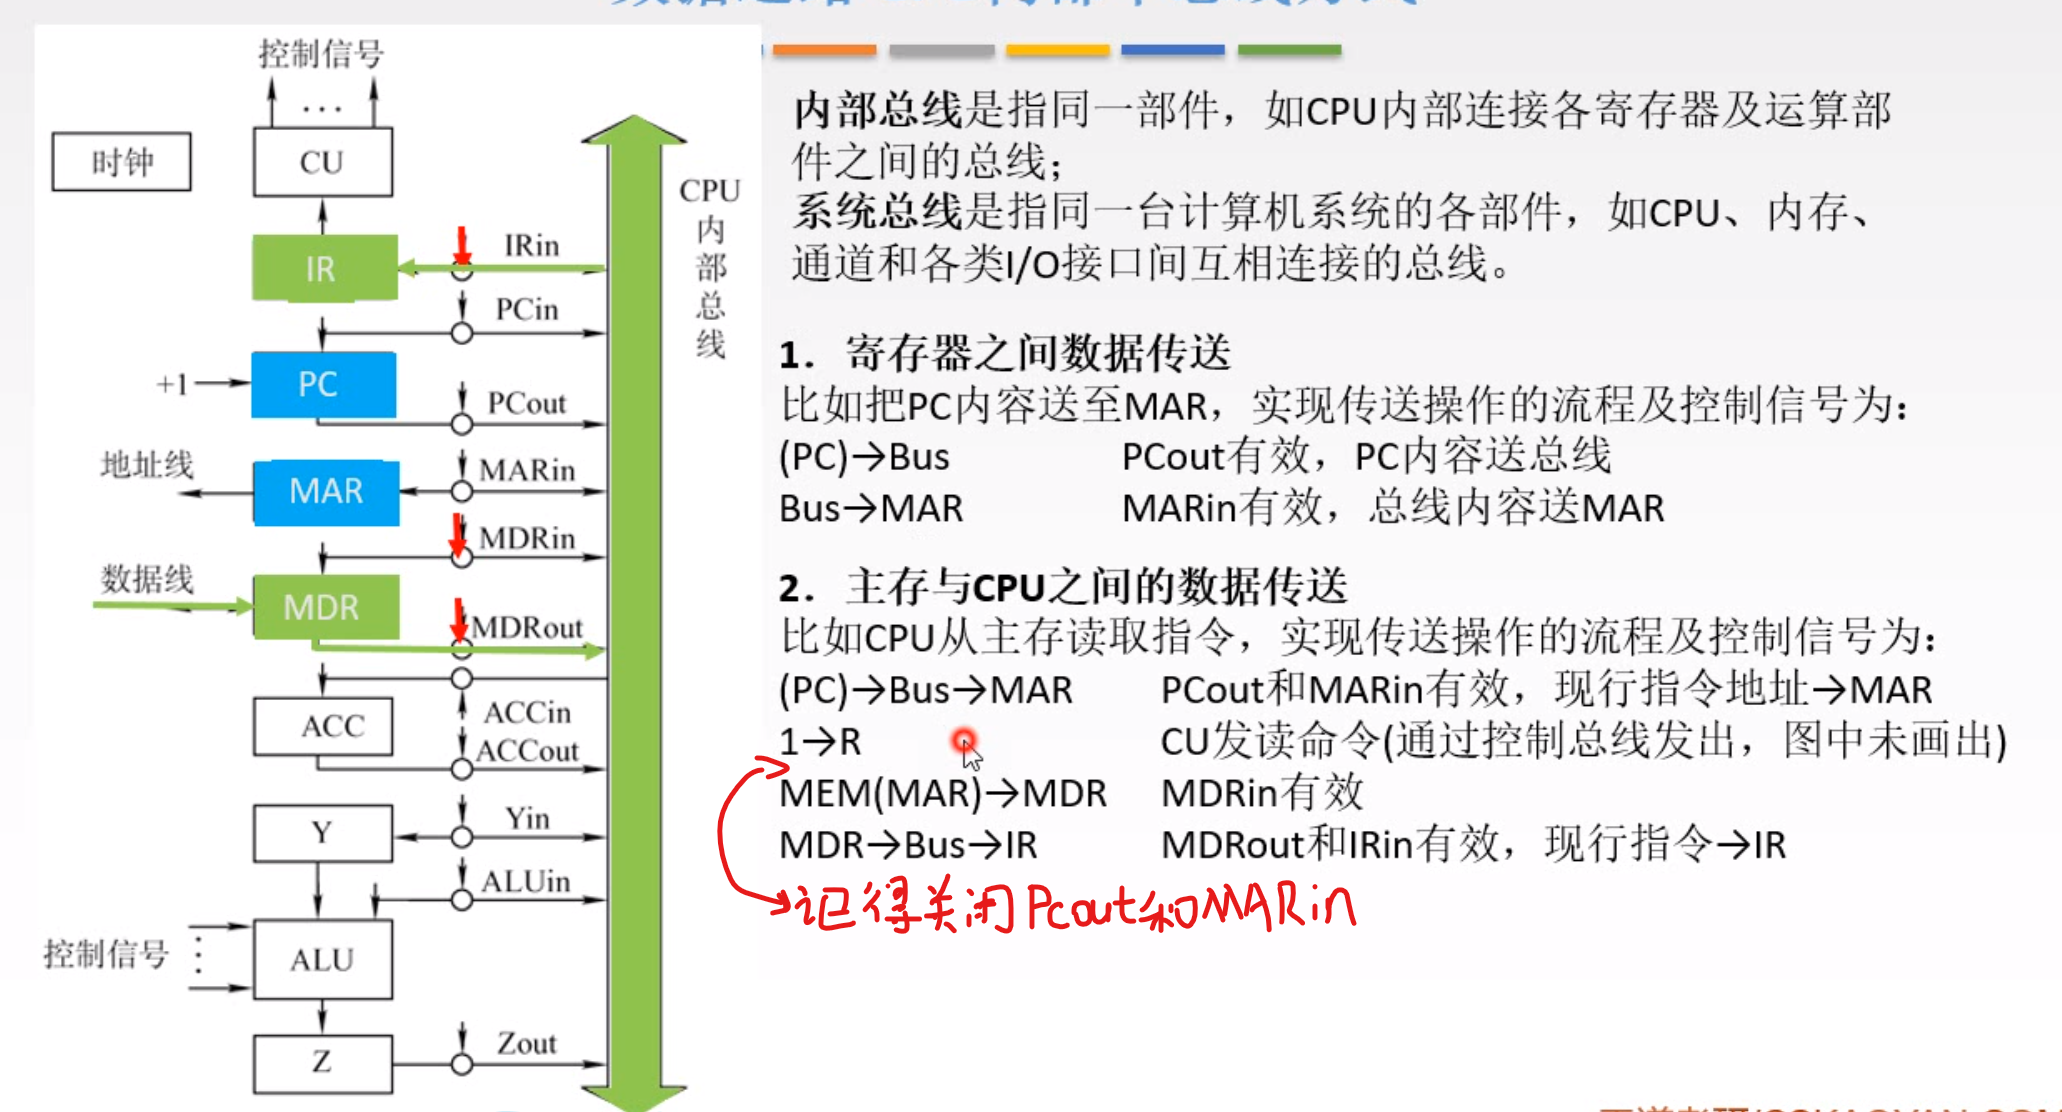 控制信号
...
时钟
CU
IR
IRin
PCin
+1
PC
PCout
地址线
MAR
MARin
MDRin
数据线
MDR
MDRout
ACC
ACCin
ACCout
Y
Yin
ALUin
控制信号
ALU
Z
Zout
CPU
内
部
总
线
内部总线是指同一部件，如CPU内部连接各寄存器及运算部
件之间的总线；
系统总线是指同一台计算机系统的各部件，如CPU、内存、
通道和各类I/O接口间互相连接的总线。
1. 寄存器之间数据传送
比如把PC内容送至MAR，实现传送操作的流程及控制信号为：
(PC)→Bus PCout有效，PC内容送总线
Bus→MAR MARin有效，总线内容送MAR
2. 主存与CPU之间的数据传送
比如CPU从主存读取指令，实现传送操作的流程及控制信号为：
(PC)→Bus→MAR PCout和MARin有效，现行指令地址→MAR
1→R CU发读命令(通过控制总线发出，图中未画出)
MEM(MAR)→MDR MDRin有效
MDR→Bus→IR MDRout和IRin有效，现行指令→IR
记得关闭Pcout和MARin